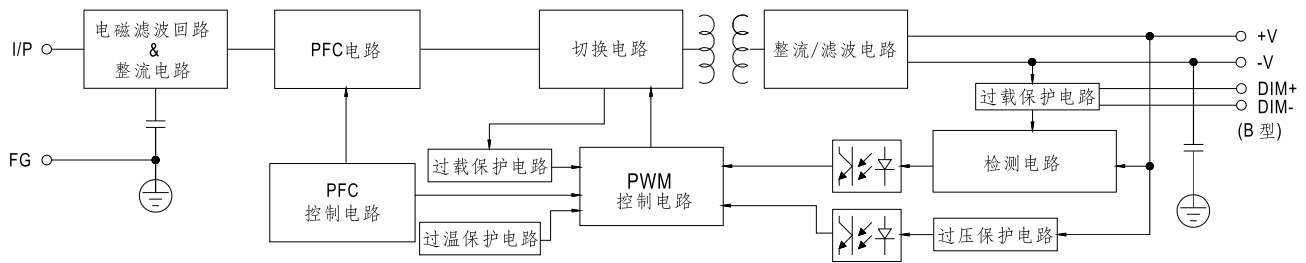 I/P
电磁滤波回路
&
整流电路
PFC电路
切换电路
整流/滤波电路
+V
-V
DIM+
DIM-
(B 型)
过载保护电路
检测电路
FG
过载保护电路
PFC
控制电路
PWM
控制电路
过温保护电路
过压保护电路